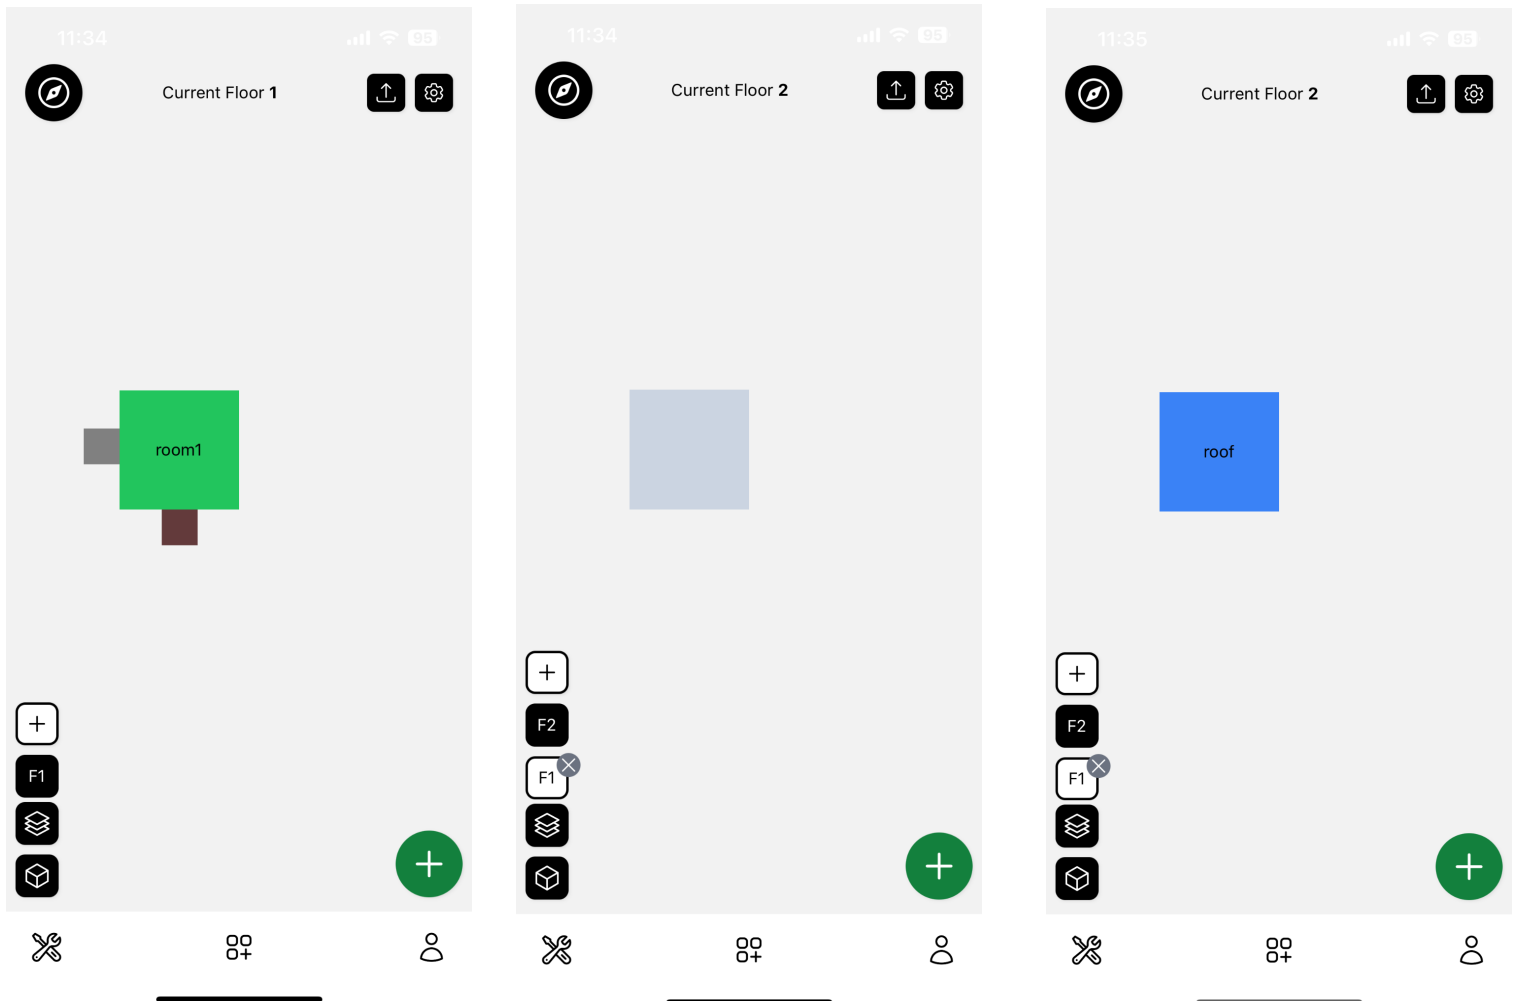 11:34
95
Current Floor 1
room1
F1
11:34
95
Current Floor 2
F2
F1
11:35
95
Current Floor 2
roof
F2
F1